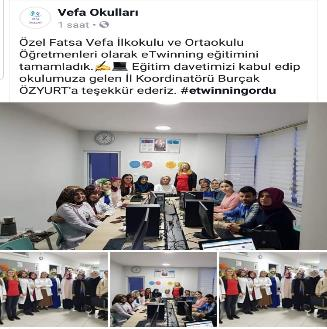 Vefa Okulları
1 saat ·
Özel Fatsa Vefa İlkokulu ve Ortaokulu
Öğretmenleri olarak eTwinning eğitimini
tamamladık.✍💻 Eğitim davetimizi kabul edip
okulumuza gelen İl Koordinatörü Burçak
ÖZYURT'a teşekkür ederiz. #etwinningordu